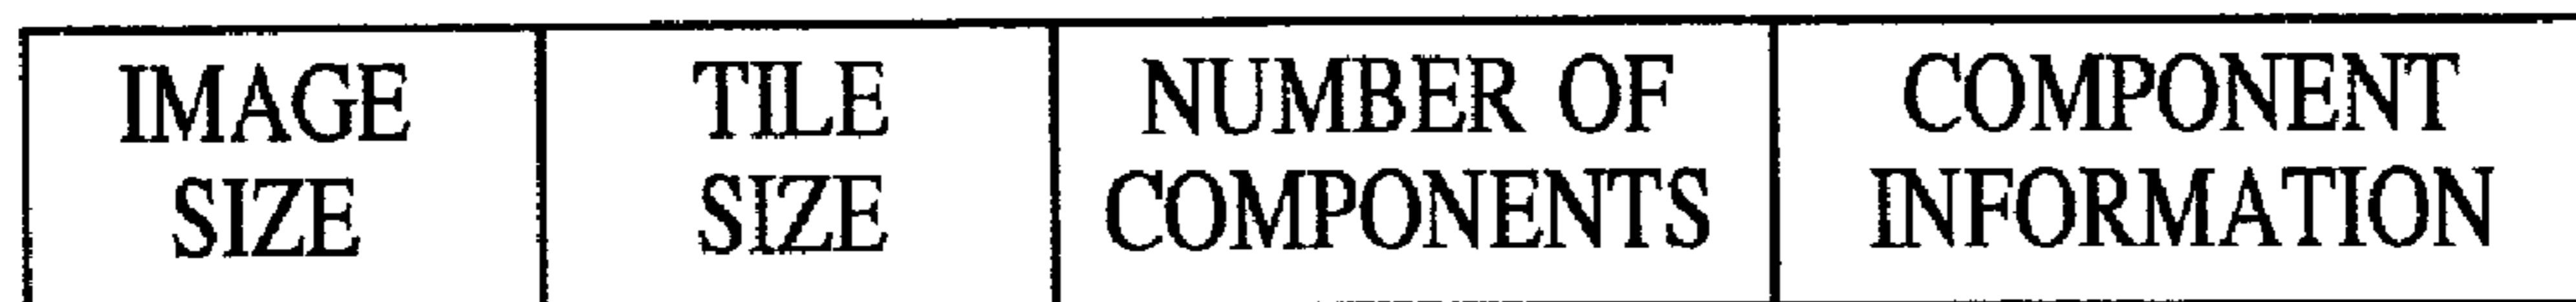 IMAGE
SIZE
TILE
SIZE
NUMBER OF
COMPONENTS
COMPONENT
INFORMATION